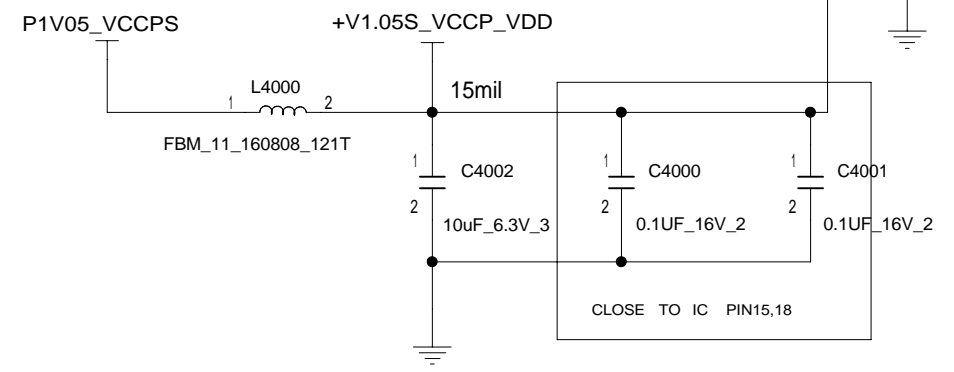 P1V05_VCCPS
+V1.05S_VCCP_VDD
L4000
15mil
1
2
FBM_11_160808_121T
1
C4002
1
C4000
1
C4001
2
10uF_6.3V_3
2
0.1UF_16V_2
2
0.1UF_16V_2
CLOSE TO IC PIN15,18